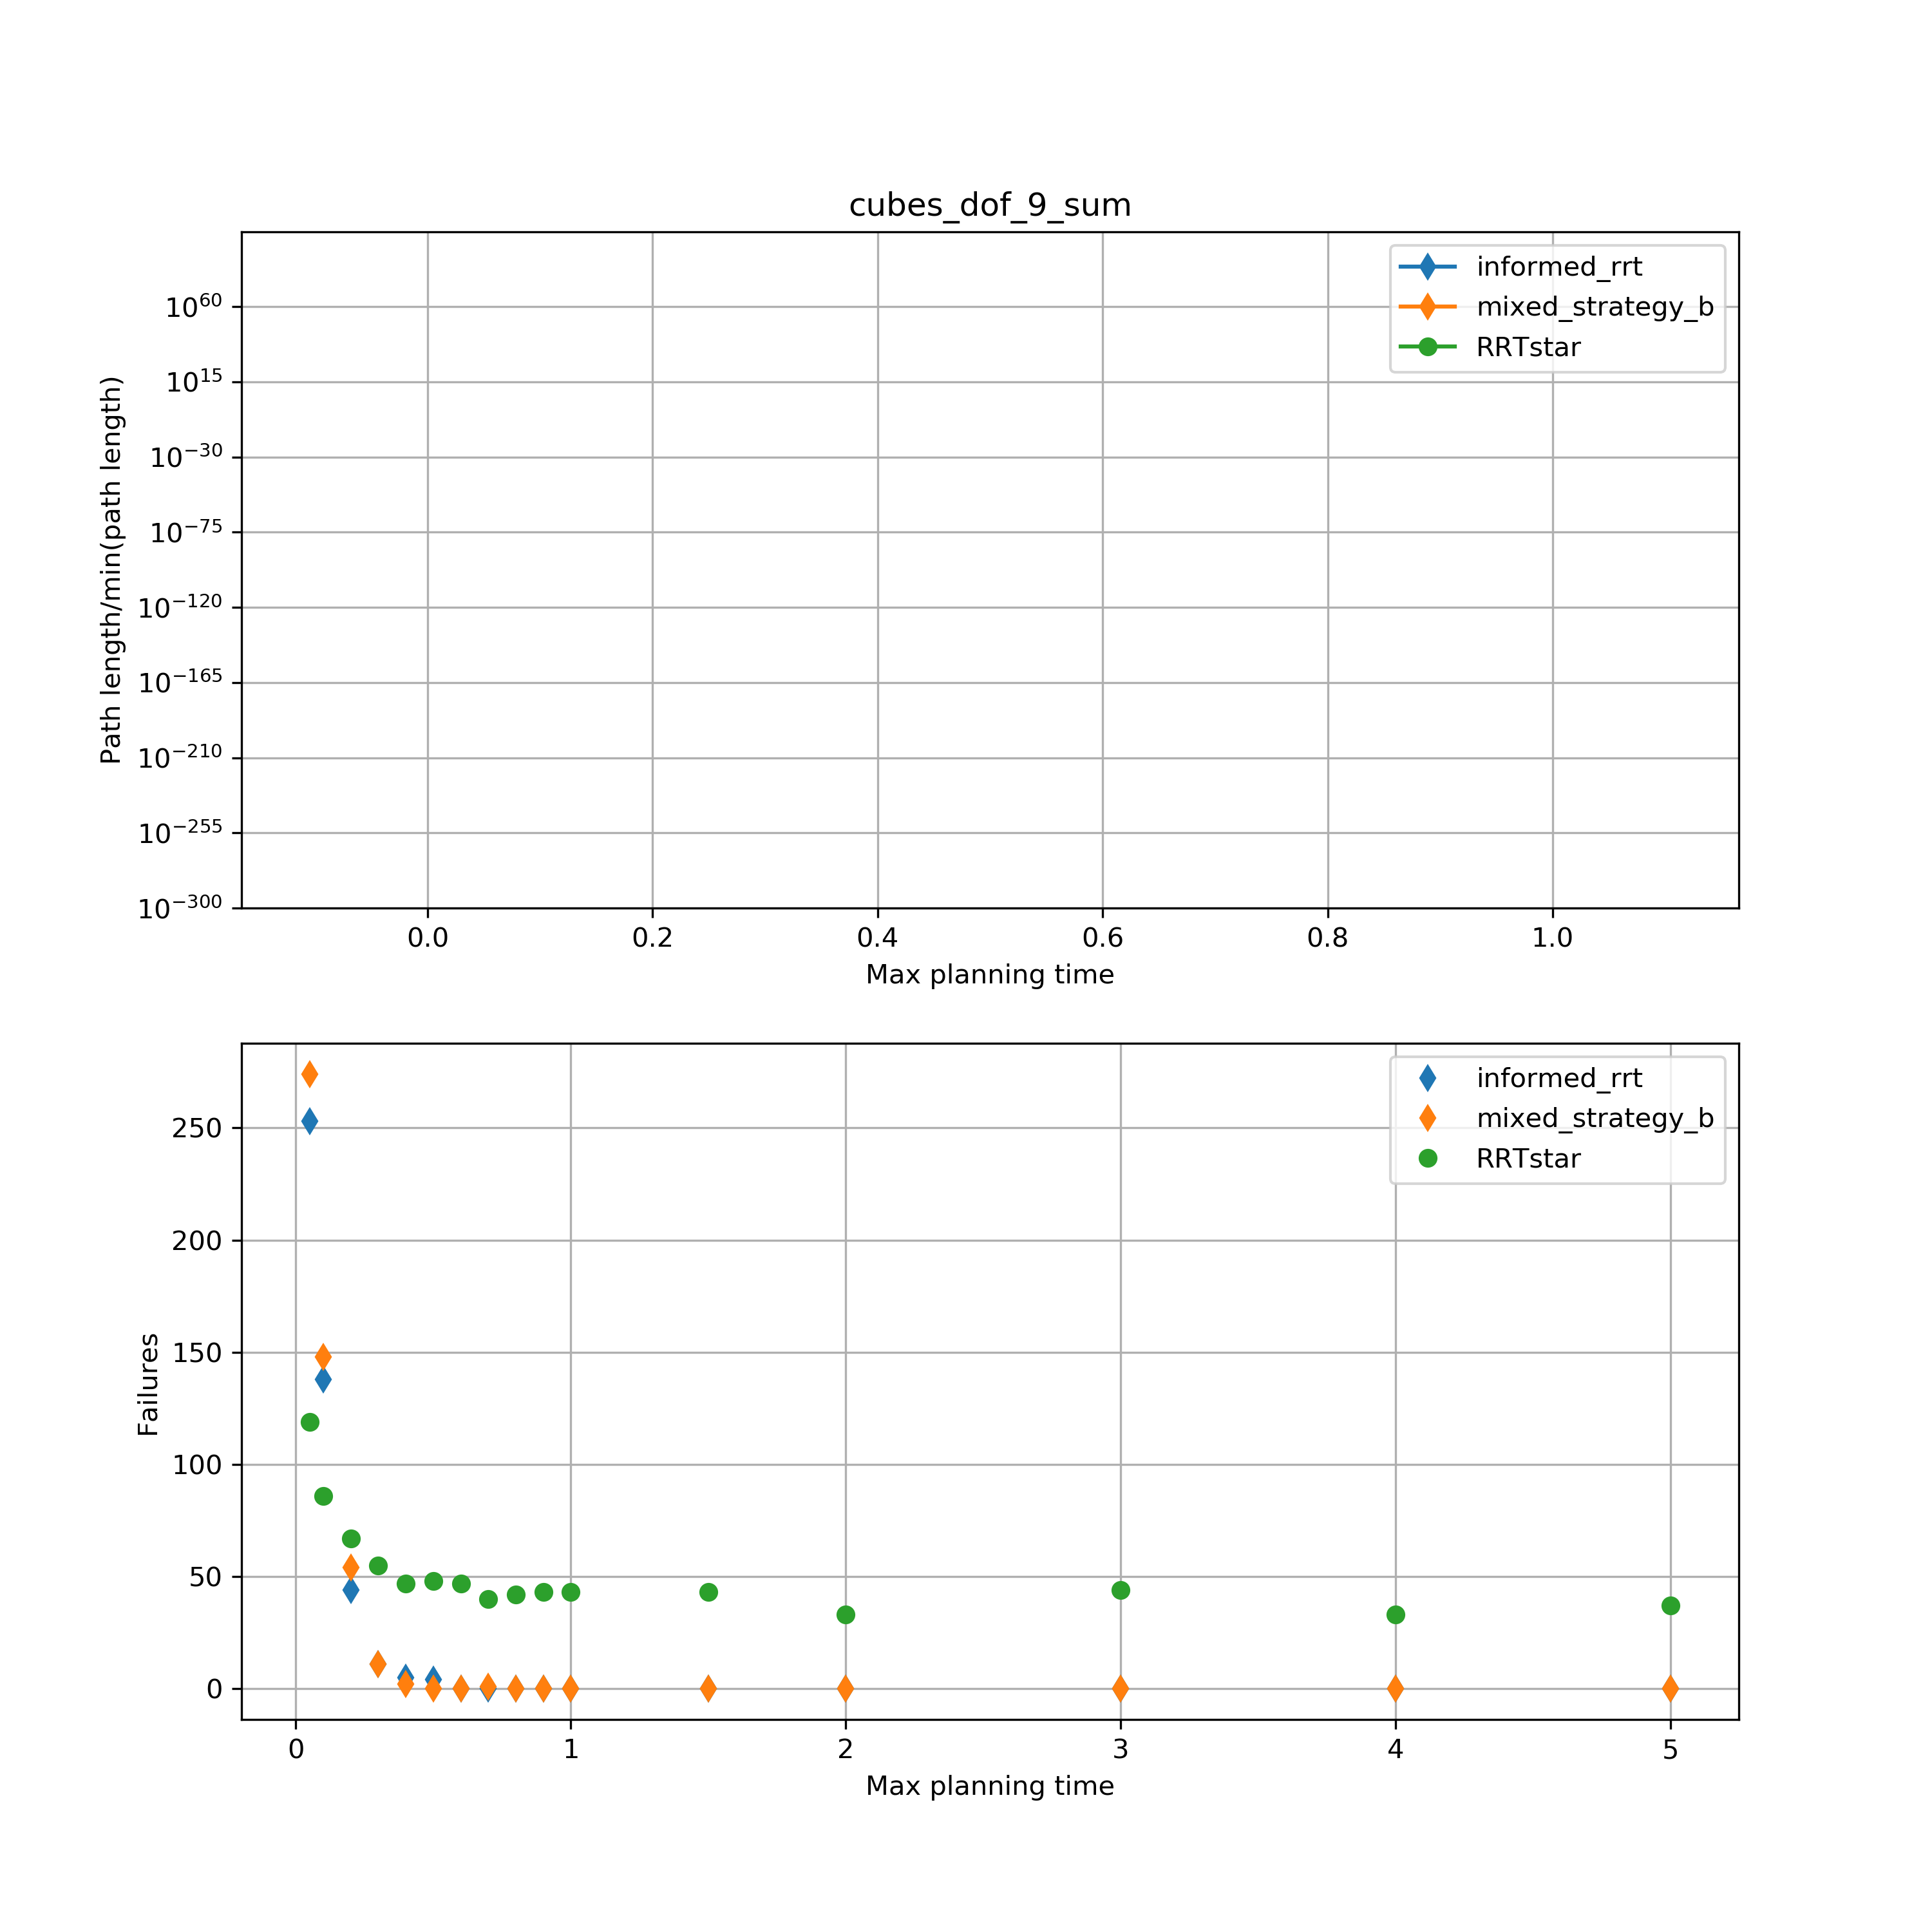 cubes_dof_9_sum
informed_rrt
mixed_strategy_b
RRTstar
Path length/min(path length)
10^60
10^15
10^−30
10^−75
10^−120
10^−165
10^−210
10^−255
10^−300
0.0 0.2 0.4 0.6 0.8 1.0
Max planning time
informed_rrt
mixed_strategy_b
RRTstar
Failures
250
200
150
100
50
0
0 1 2 3 4 5
Max planning time